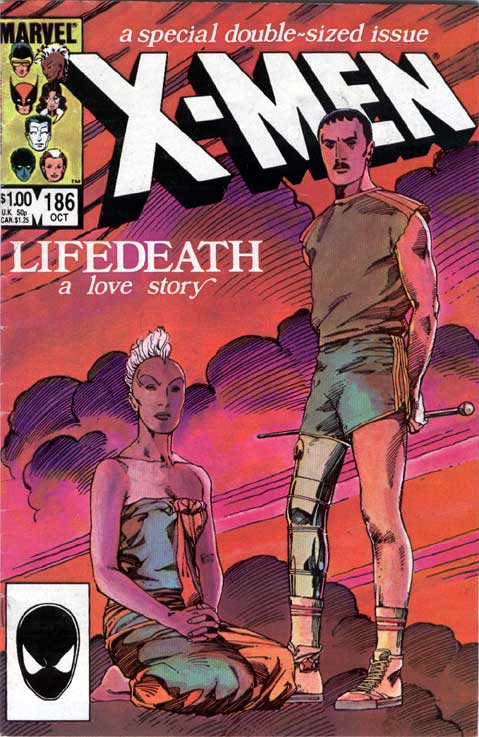 MARVEL®
a special double-sized issue
X-MEN®
TM
$1.00
U.K. 50p
CAN. $1.25
186
OCT
LIFEDEATH
a love story